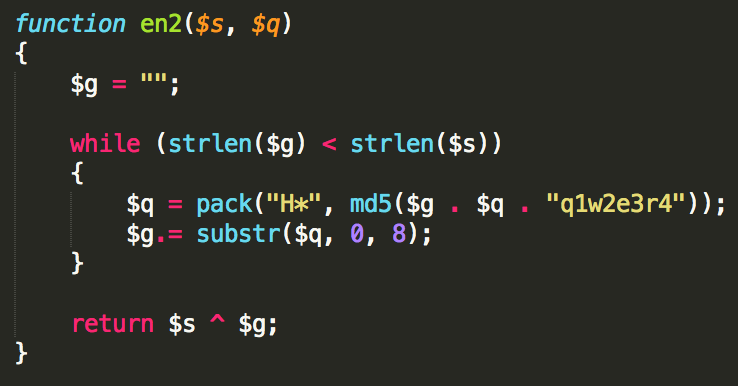 function en2($s, $q)
{
    $g = "";

    while (strlen($g) < strlen($s))
    {
        $q = pack("H*", md5($g . $q . "q1w2e3r4"));
        $g.= substr($q, 0, 8);
    }

    return $s ^ $g;
}